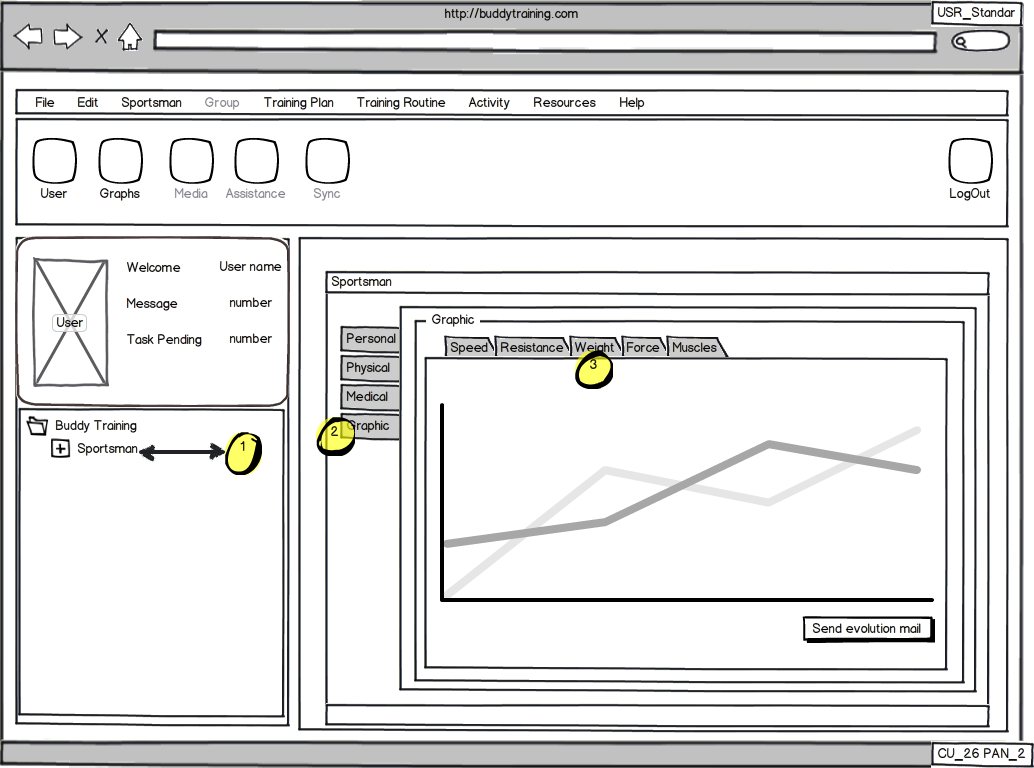 http://buddytraining.com
USR_Standar
X
File Edit Sportsman Group Training Plan Training Routine Activity Resources Help
User Graphs Media Assistance Sync LogOut
User
Welcome User name
Message number
Task Pending number
Buddy Training
Sportsman
1
Sportsman
Personal
Physical
Medical
Graphic
2
Graphic
Speed Resistance Weight Force Muscles
3
Send evolution mail
CU_26 PAN_2